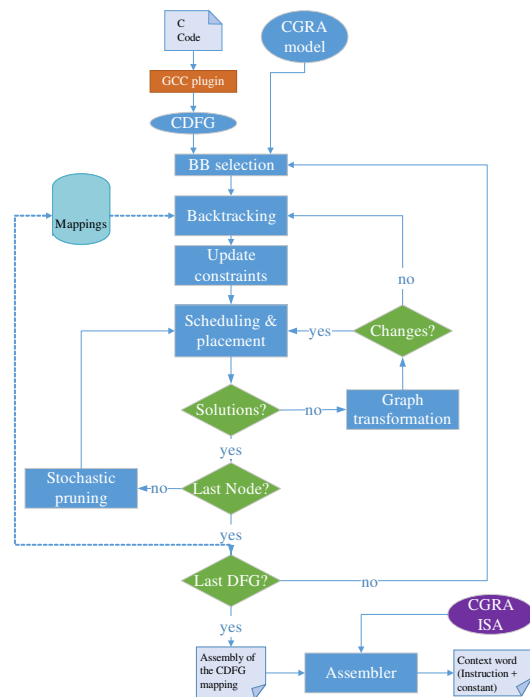 C
Code
CGRA
model
GCC plugin
CDFG
BB selection
Mappings
Backtracking
Update
constraints
no
Scheduling &
placement
yes
Changes?
Solutions?
no
Graph
transformation
yes
Stochastic
pruning
no
Last Node?
yes
Last DFG?
no
CGRA
ISA
yes
Assembly of
the CDFG
mapping
Assembler
Context word
(Instruction +
constant)